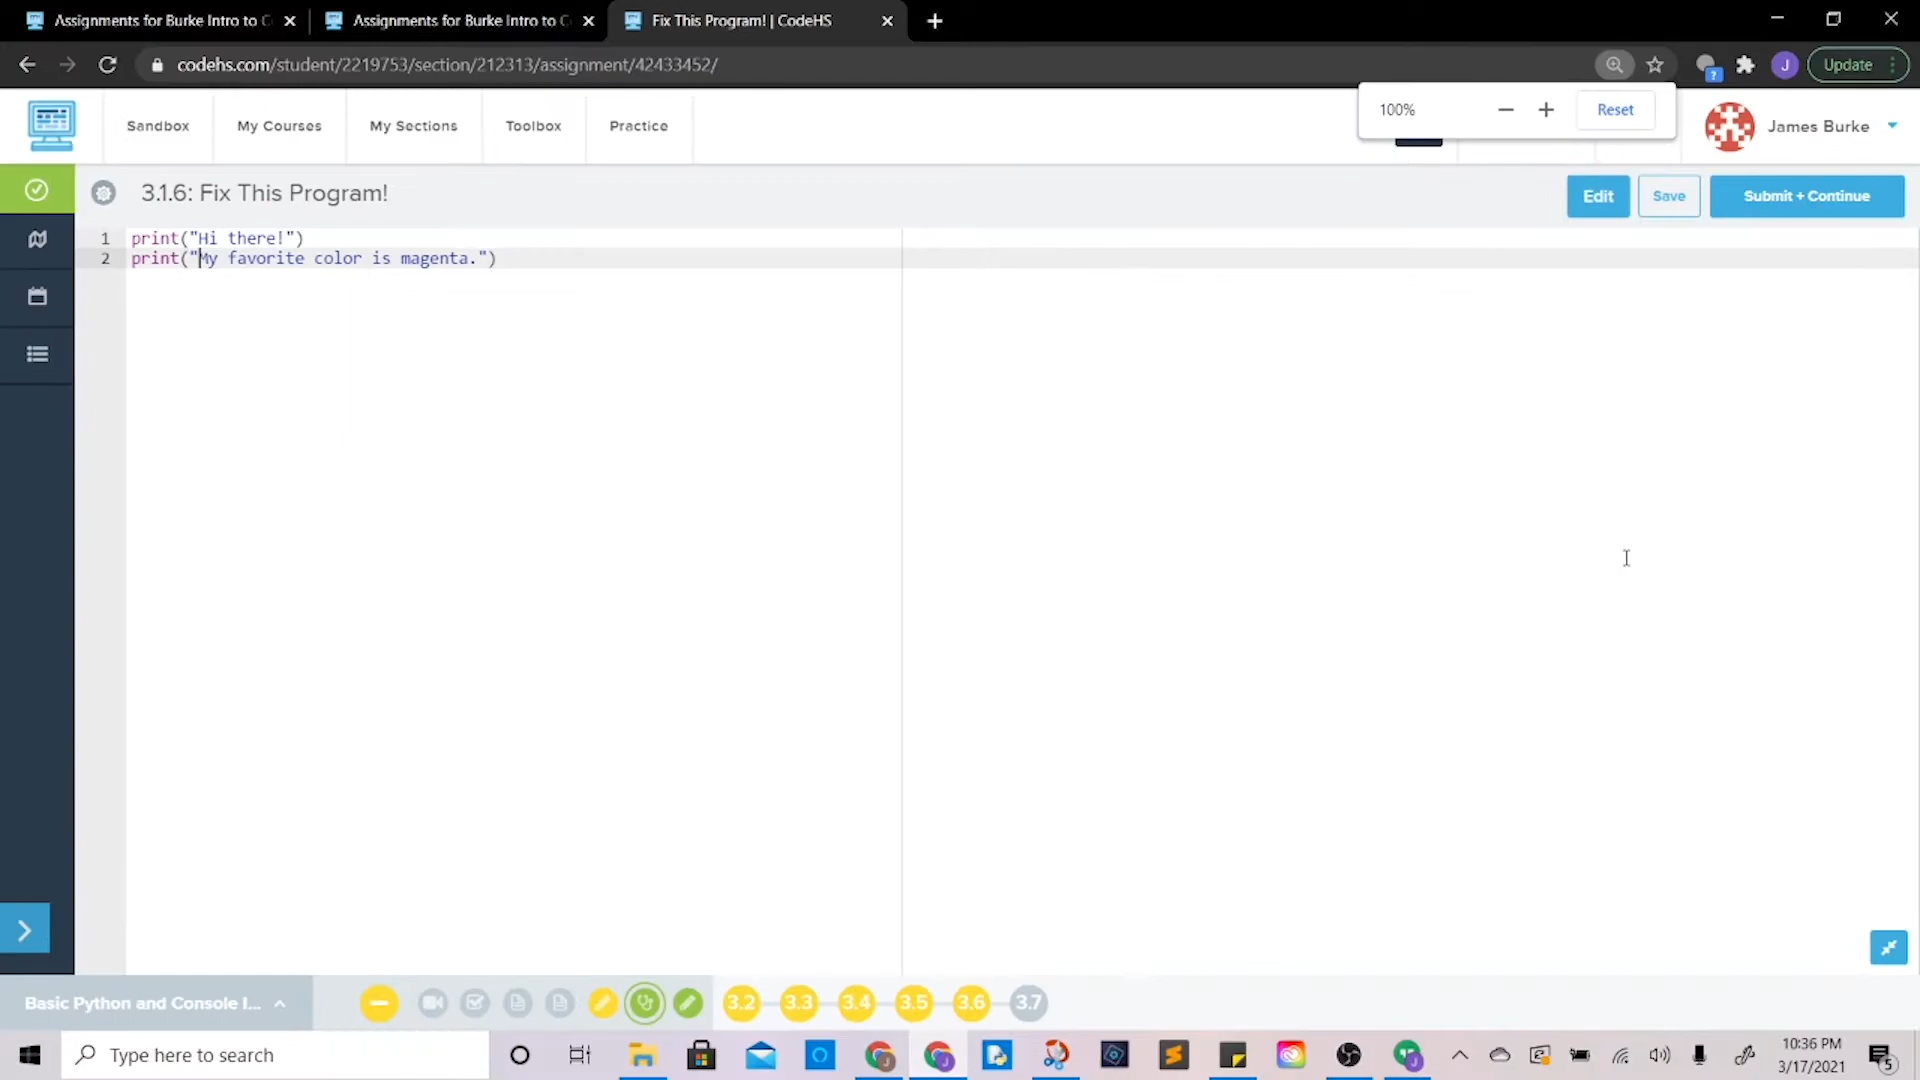 Assignments for Burke Intro to C
Assignments for Burke Intro to C
Fix This Program! | CodeHS
codehs.com/student/2219753/section/212313/assignment/42433452/
J
Update
100%
Reset
Sandbox
My Courses
My Sections
Toolbox
Practice
James Burke
3.1.6: Fix This Program!
Edit
Save
Submit + Continue
1 print("Hi there!")
2 print("My favorite color is magenta.")
Basic Python and Console I...
3.2
3.3
3.4
3.5
3.6
3.7
Type here to search
10:36 PM
3/17/2021
5